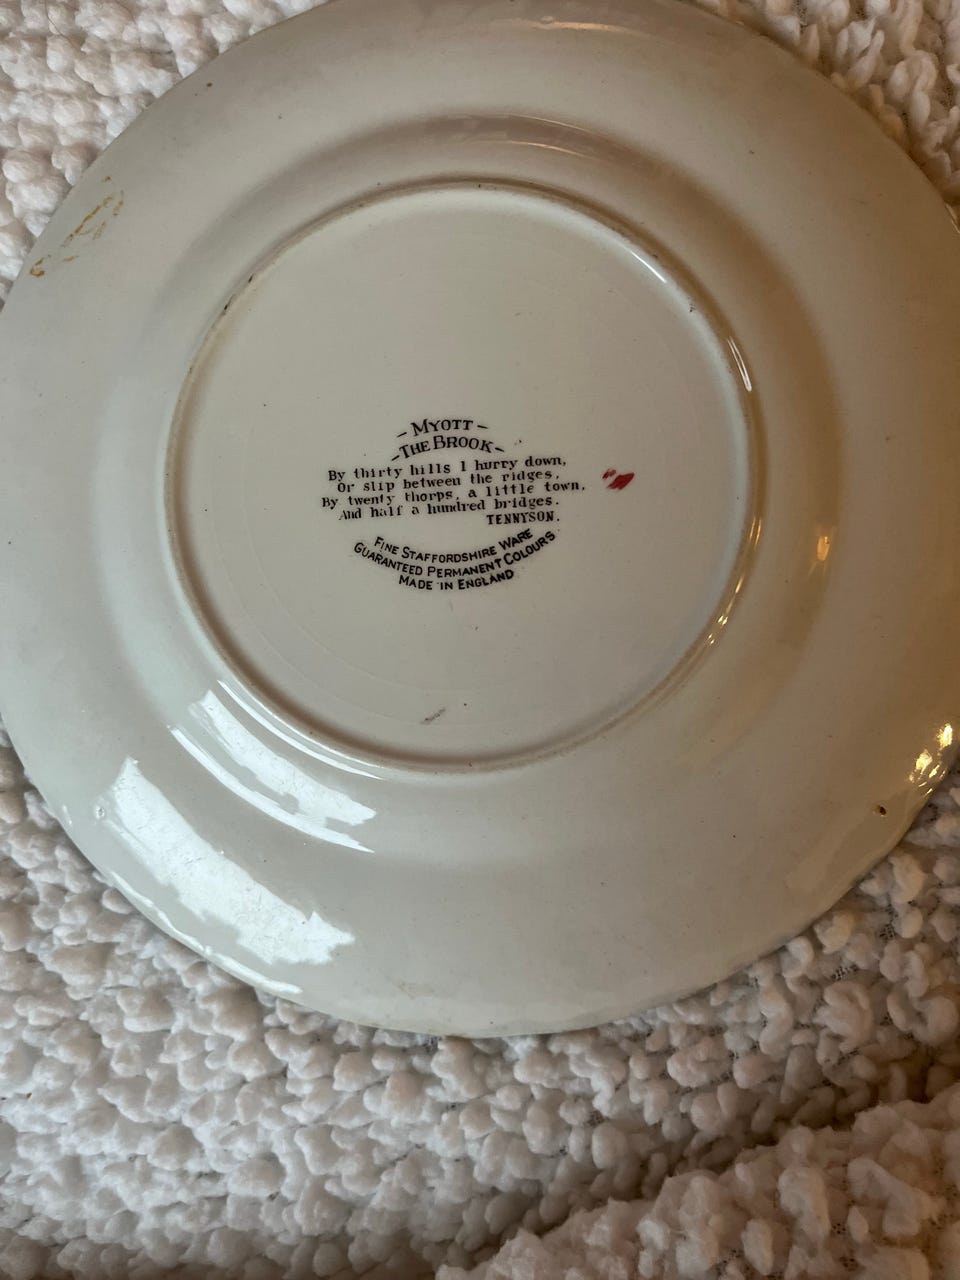 - MYOTT -
- THE BROOK -
By thirty hills I hurry down,
Or slip between the ridges,
By twenty thorps, a little town,
And half a hundred bridges.
TENNYSON.
FINE STAFFORDSHIRE WARE
GUARANTEED PERMANENT COLOURS
MADE IN ENGLAND